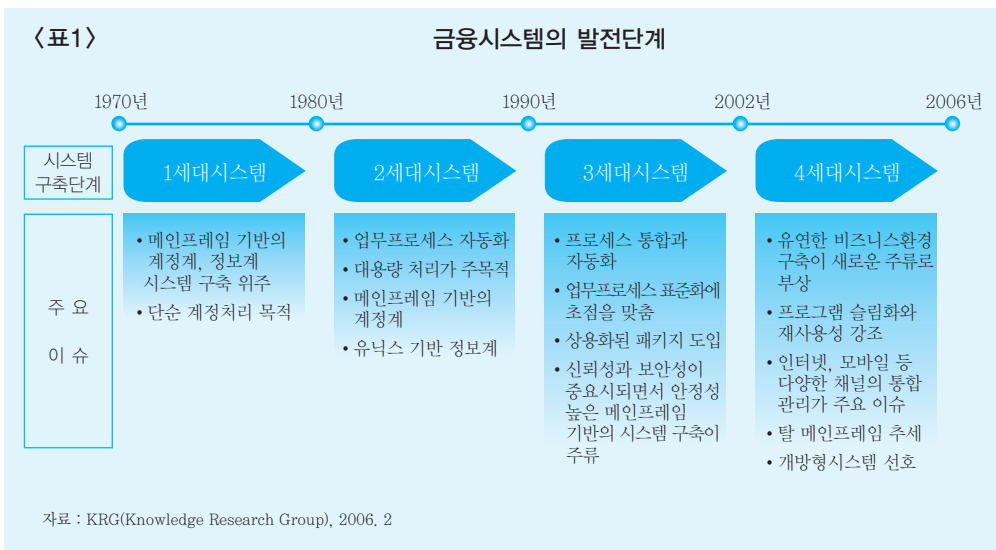 〈표1〉
금융시스템의 발전단계
1970년
1980년
1990년
2002년
2006년
시스템
구축단계
1세대시스템
2세대시스템
3세대시스템
4세대시스템
주 요
이 슈
• 메인프레임 기반의
계정계, 정보계
시스템 구축 위주
• 단순 계정처리 목적
• 업무프로세스 자동화
• 대용량 처리가 주목적
• 메인프레임 기반의
계정계
• 유닉스 기반 정보계
• 프로세스 통합과
자동화
• 업무프로세스 표준화에
초점을 맞춤
• 상용화된 패키지 도입
• 신뢰성과 보안성이
중요시되면서 안정성
높은 메인프레임
기반의 시스템 구축이
주류
• 유연한 비즈니스환경
구축이 새로운 주류로
부상
• 프로그램 슬림화와
재사용성 강조
• 인터넷, 모바일 등
다양한 채널의 통합
관리가 주요 이슈
• 탈 메인프레임 추세
• 개방형시스템 선호
자료 : KRG(Knowledge Research Group), 2006. 2